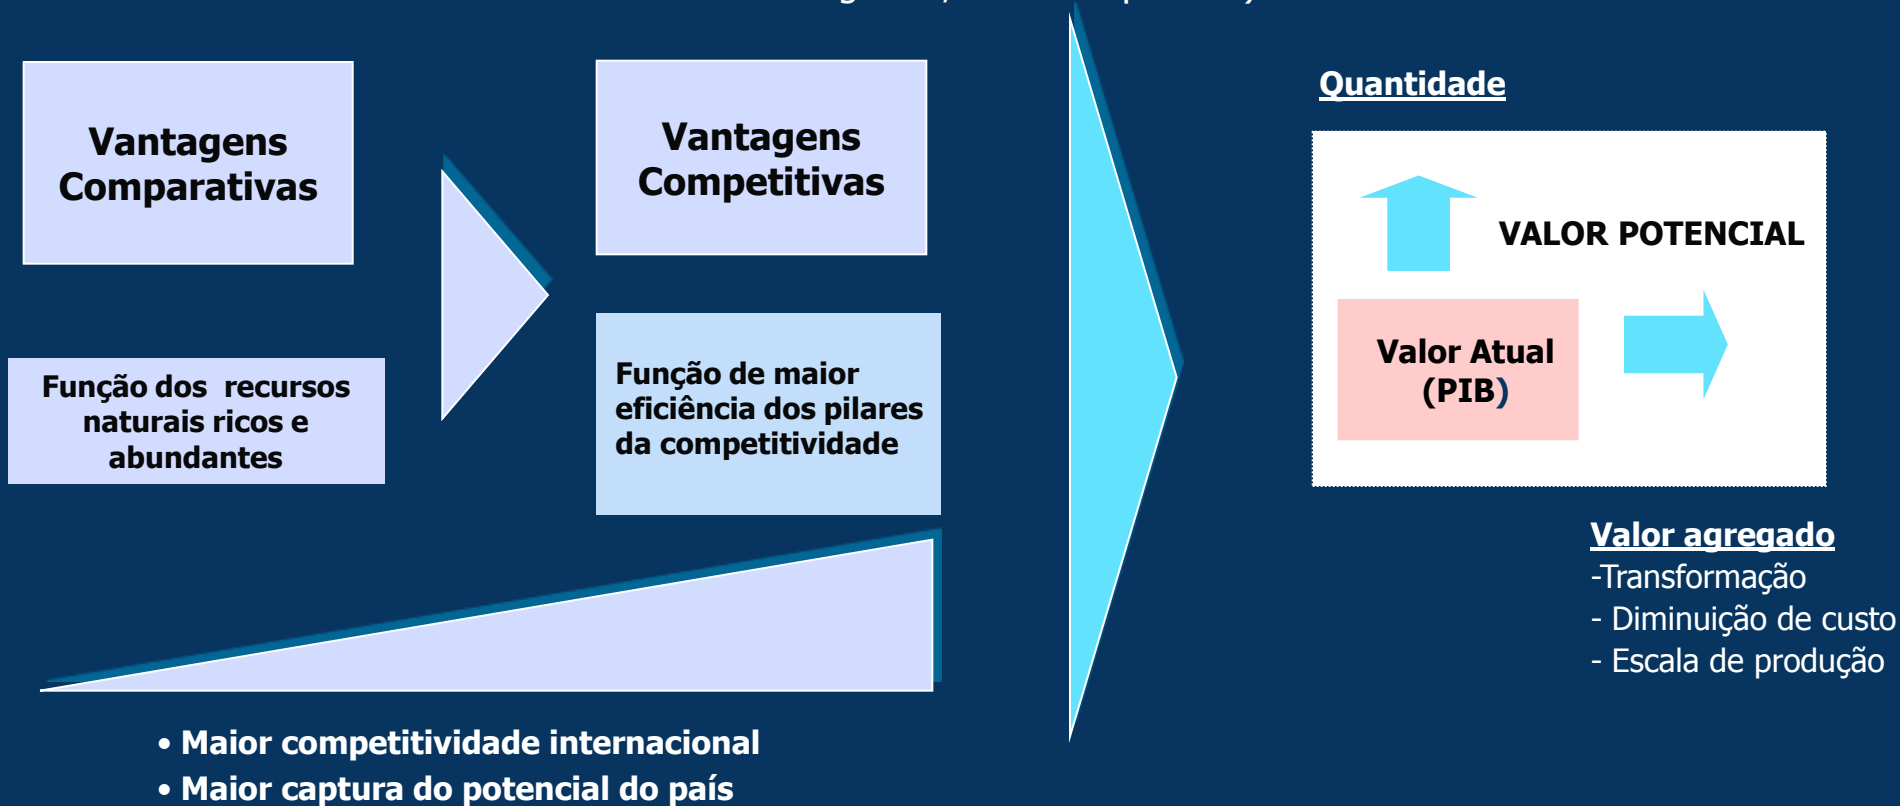 Vantagens
Comparativas
Vantagens
Competitivas
Função dos recursos
naturais ricos e
abundantes
Função de maior
eficiência dos pilares
da competitividade
• Maior competitividade internacional
• Maior captura do potencial do país
Quantidade
VALOR POTENCIAL
Valor Atual
(PIB)
Valor agregado
-Transformação
- Diminuição de custo
- Escala de produção